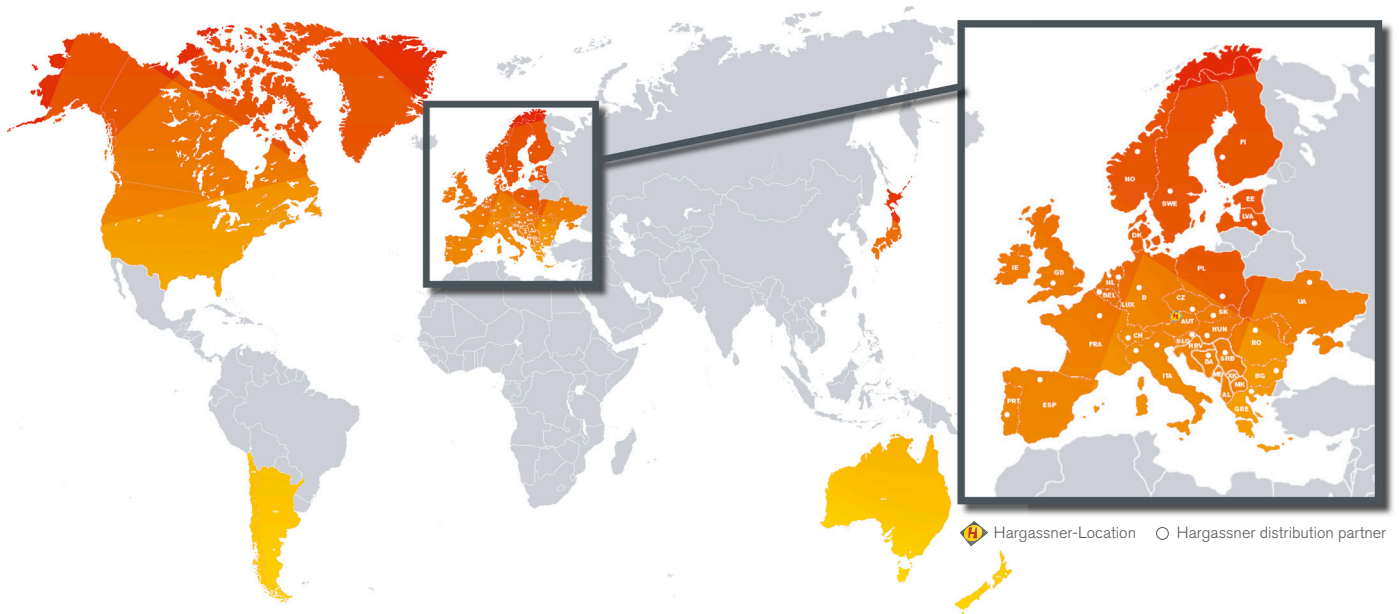 FI
NO
SWE
EE
LVA
DK
IE
GB
NL
BEL
PL
LUX
D
CZ
UA
SK
AUT
FRA
CH
HUN
SLO
HRV
RO
BA
SRB
ITA
BG
MK
AL
PRT
ESP
GRE
H Hargassner-Location
Hargassner distribution partner